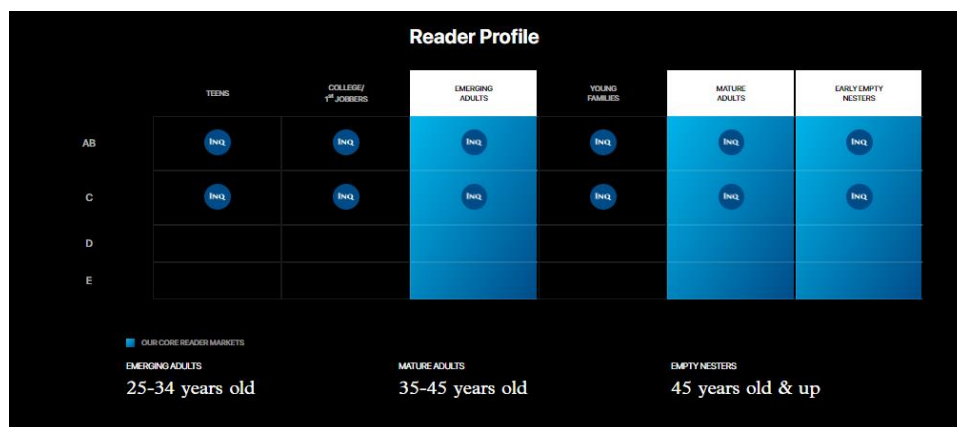 Reader Profile
TEENS
COLLEGE/
1st JOBBERS
EMERGING
ADULTS
YOUNG
FAMILIES
MATURE
ADULTS
EARLY EMPTY
NESTERS
AB
INQ INQ INQ INQ INQ INQ
C
INQ INQ INQ INQ INQ INQ
D
E
OUR CORE READER MARKETS
EMERGING ADULTS
25-34 years old
MATURE ADULTS
35-45 years old
EMPTY NESTERS
45 years old & up